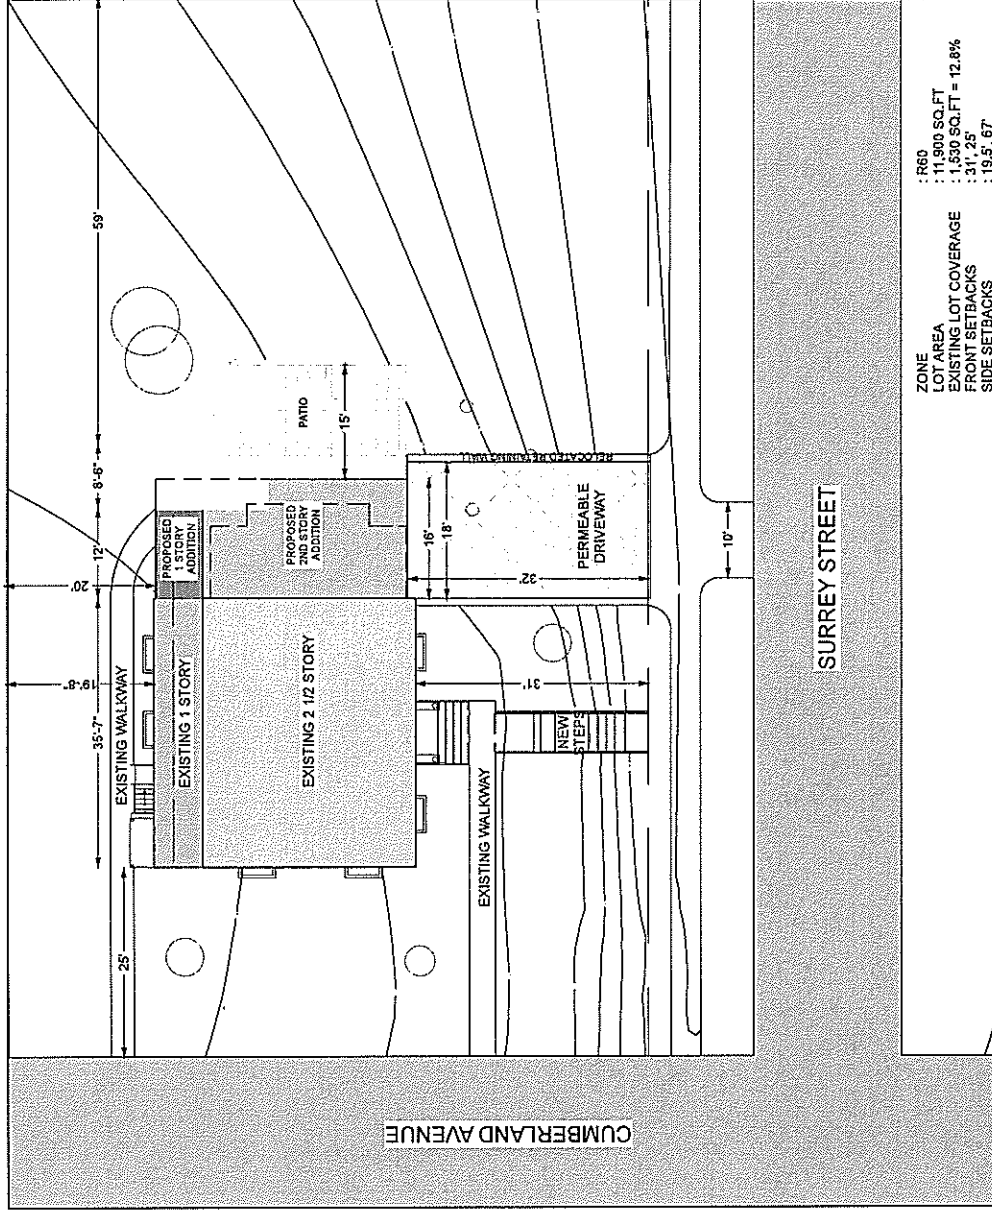 59'
8'-6"
12'
20'
19'-8"
35'-7"
25'
EXISTING WALKWAY
PROPOSED
1 STORY
ADDITION
EXISTING 1 STORY
PROPOSED
2ND STORY
ADDITION
EXISTING 2 1/2 STORY
PATIO
15'
RELOCATED RETAINING WALL
16'
18'
32'
PERMEABLE
DRIVEWAY
31'
NEW
STEPS
EXISTING WALKWAY
10'
SURREY STREET
CUMBERLAND AVENUE
ZONE : R60
LOT AREA : 11,900 SQ.FT
EXISTING LOT COVERAGE : 1,530 SQ.FT = 12.8%
FRONT SETBACKS : 31', 25'
SIDE SETBACKS : 19.5', 67'